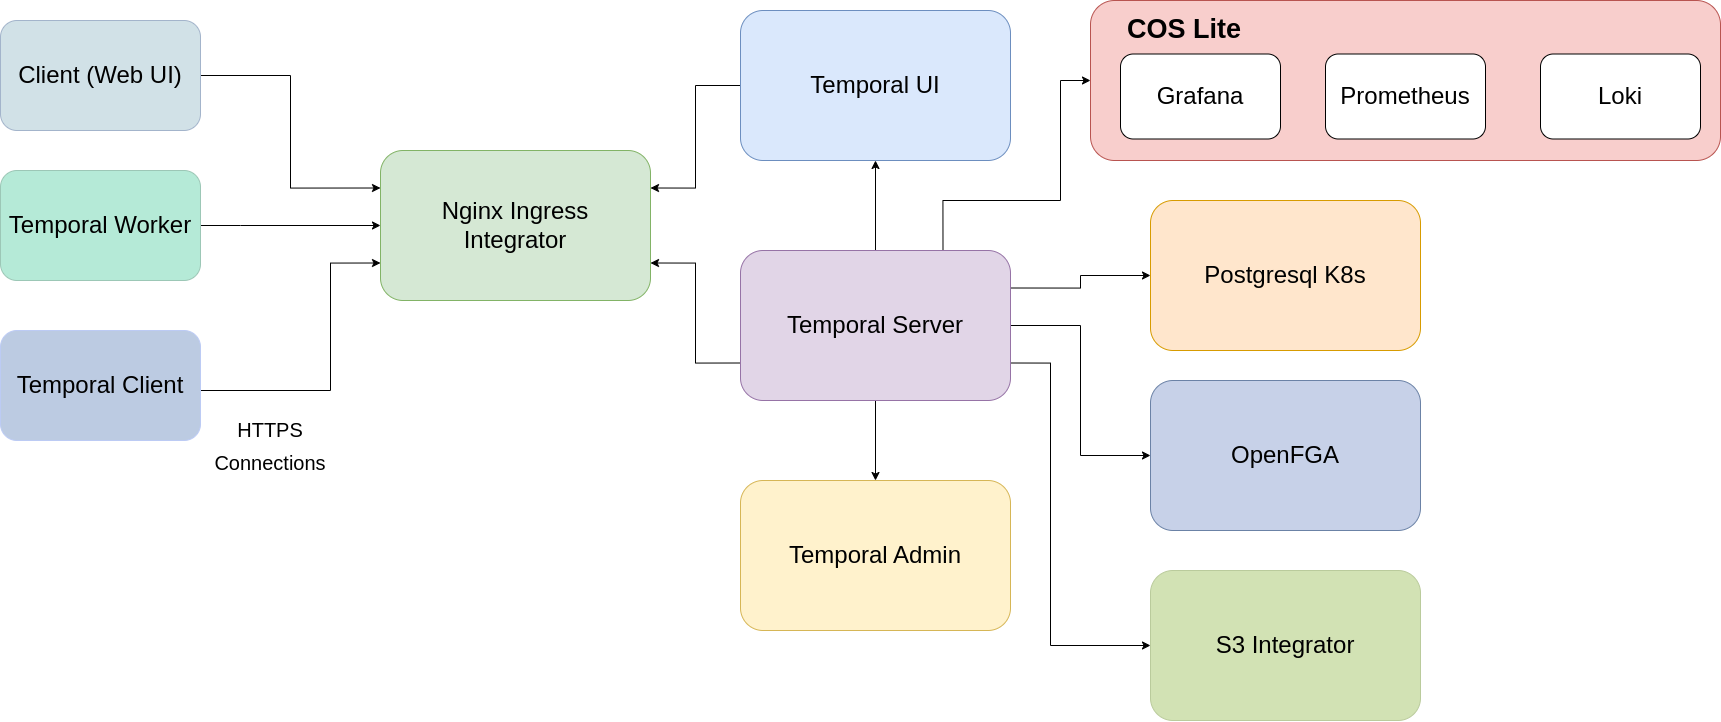 Client (Web UI)
Temporal Worker
Temporal Client
HTTPS
Connections
Nginx Ingress
Integrator
Temporal UI
Temporal Server
Temporal Admin
COS Lite
Grafana
Prometheus
Loki
Postgresql K8s
OpenFGA
S3 Integrator